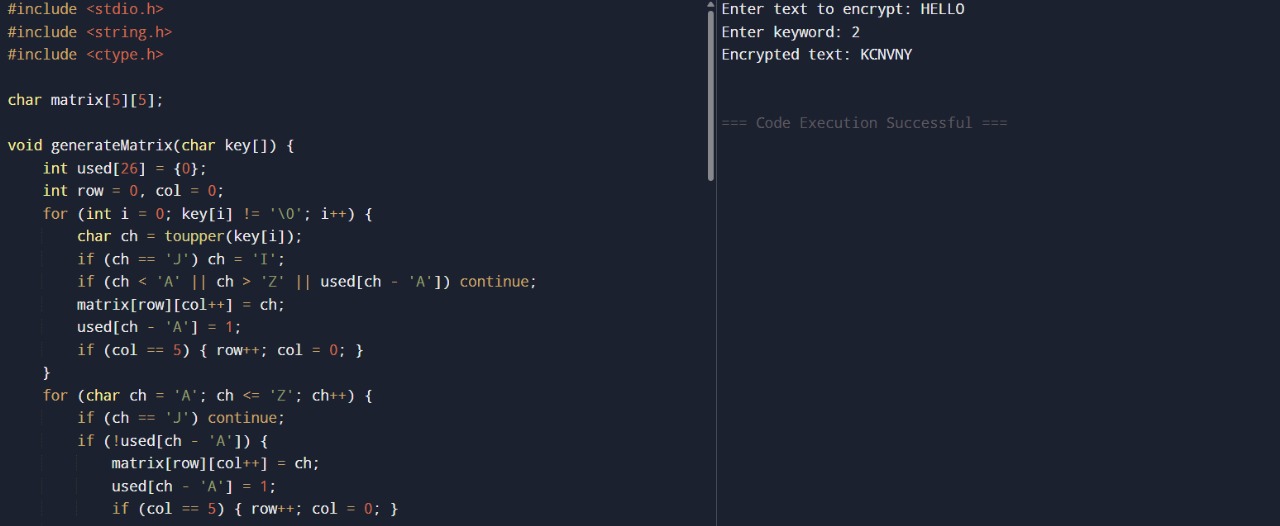 #include <stdio.h>
#include <string.h>
#include <ctype.h>
char matrix[5][5];
void generateMatrix(char key[]) {
int used[26] = {0};
int row = 0, col = 0;
for (int i = 0; key[i] != '\0'; i++) {
char ch = toupper(key[i]);
if (ch == 'J') ch = 'I';
if (ch < 'A' || ch > 'Z' || used[ch - 'A']) continue;
matrix[row][col++] = ch;
used[ch - 'A'] = 1;
if (col == 5) { row++; col = 0; }
}
for (char ch = 'A'; ch <= 'Z'; ch++) {
if (ch == 'J') continue;
if (!used[ch - 'A']) {
matrix[row][col++] = ch;
used[ch - 'A'] = 1;
if (col == 5) { row++; col = 0; }
Enter text to encrypt: HELLO
Enter keyword: 2
Encrypted text: KCNVNY
=== Code Execution Successful ===